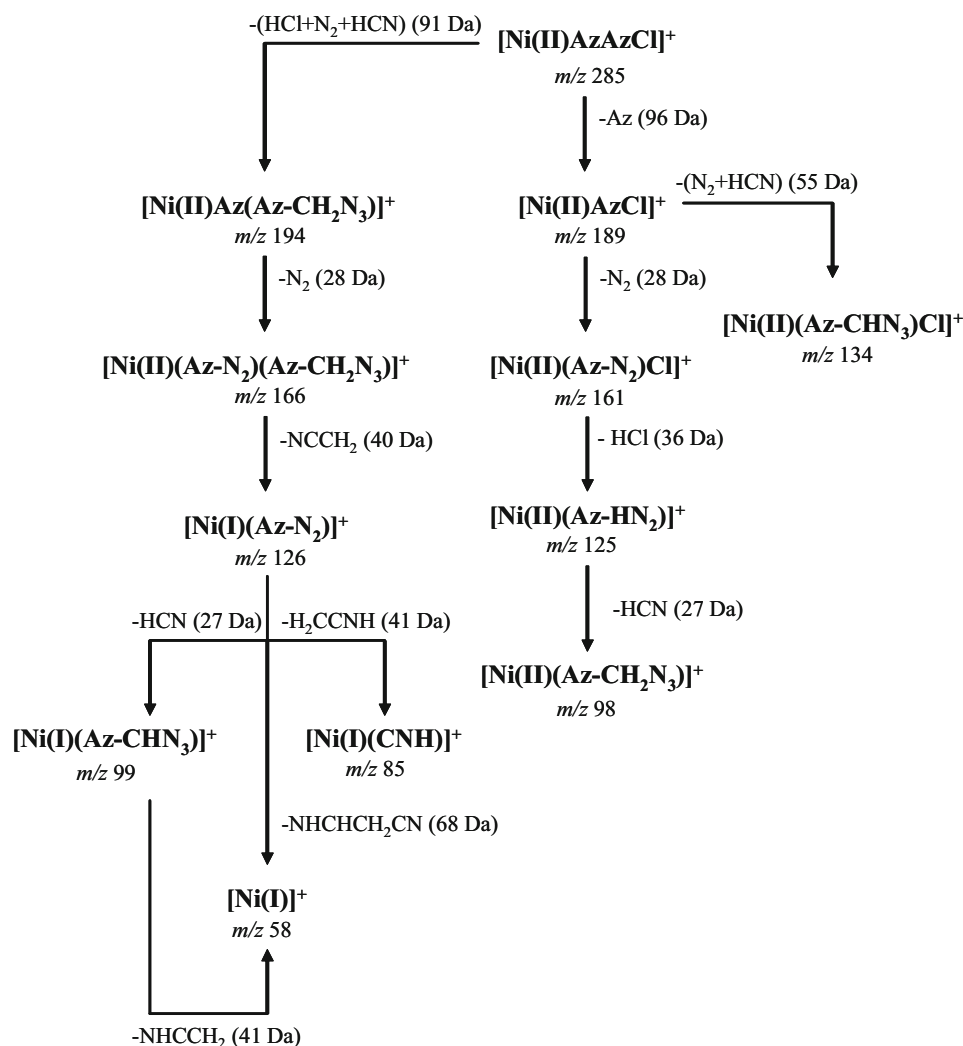 -(HCl+N₂+HCN) (91 Da)
[Ni(II)AzAzCl]⁺
m/z 285
-Az (96 Da)
-(N₂+HCN) (55 Da)
[Ni(II)Az(Az-CH₂N₃)]⁺
m/z 194
[Ni(II)AzCl]⁺
m/z 189
-N₂ (28 Da)
-N₂ (28 Da)
[Ni(II)(Az-CHN₃)Cl]⁺
m/z 134
[Ni(II)(Az-N₂)(Az-CH₂N₃)]⁺
m/z 166
[Ni(II)(Az-N₂)Cl]⁺
m/z 161
-NCCH₂ (40 Da)
- HCl (36 Da)
[Ni(I)(Az-N₂)]⁺
m/z 126
[Ni(II)(Az-HN₂)]⁺
m/z 125
-HCN (27 Da)
-H₂CCNH (41 Da)
-HCN (27 Da)
[Ni(II)(Az-CH₂N₃)]⁺
m/z 98
[Ni(I)(Az-CHN₃)]⁺
m/z 99
[Ni(I)(CNH)]⁺
m/z 85
-NHCHCH₂CN (68 Da)
[Ni(I)]⁺
m/z 58
-NHCCH₂ (41 Da)